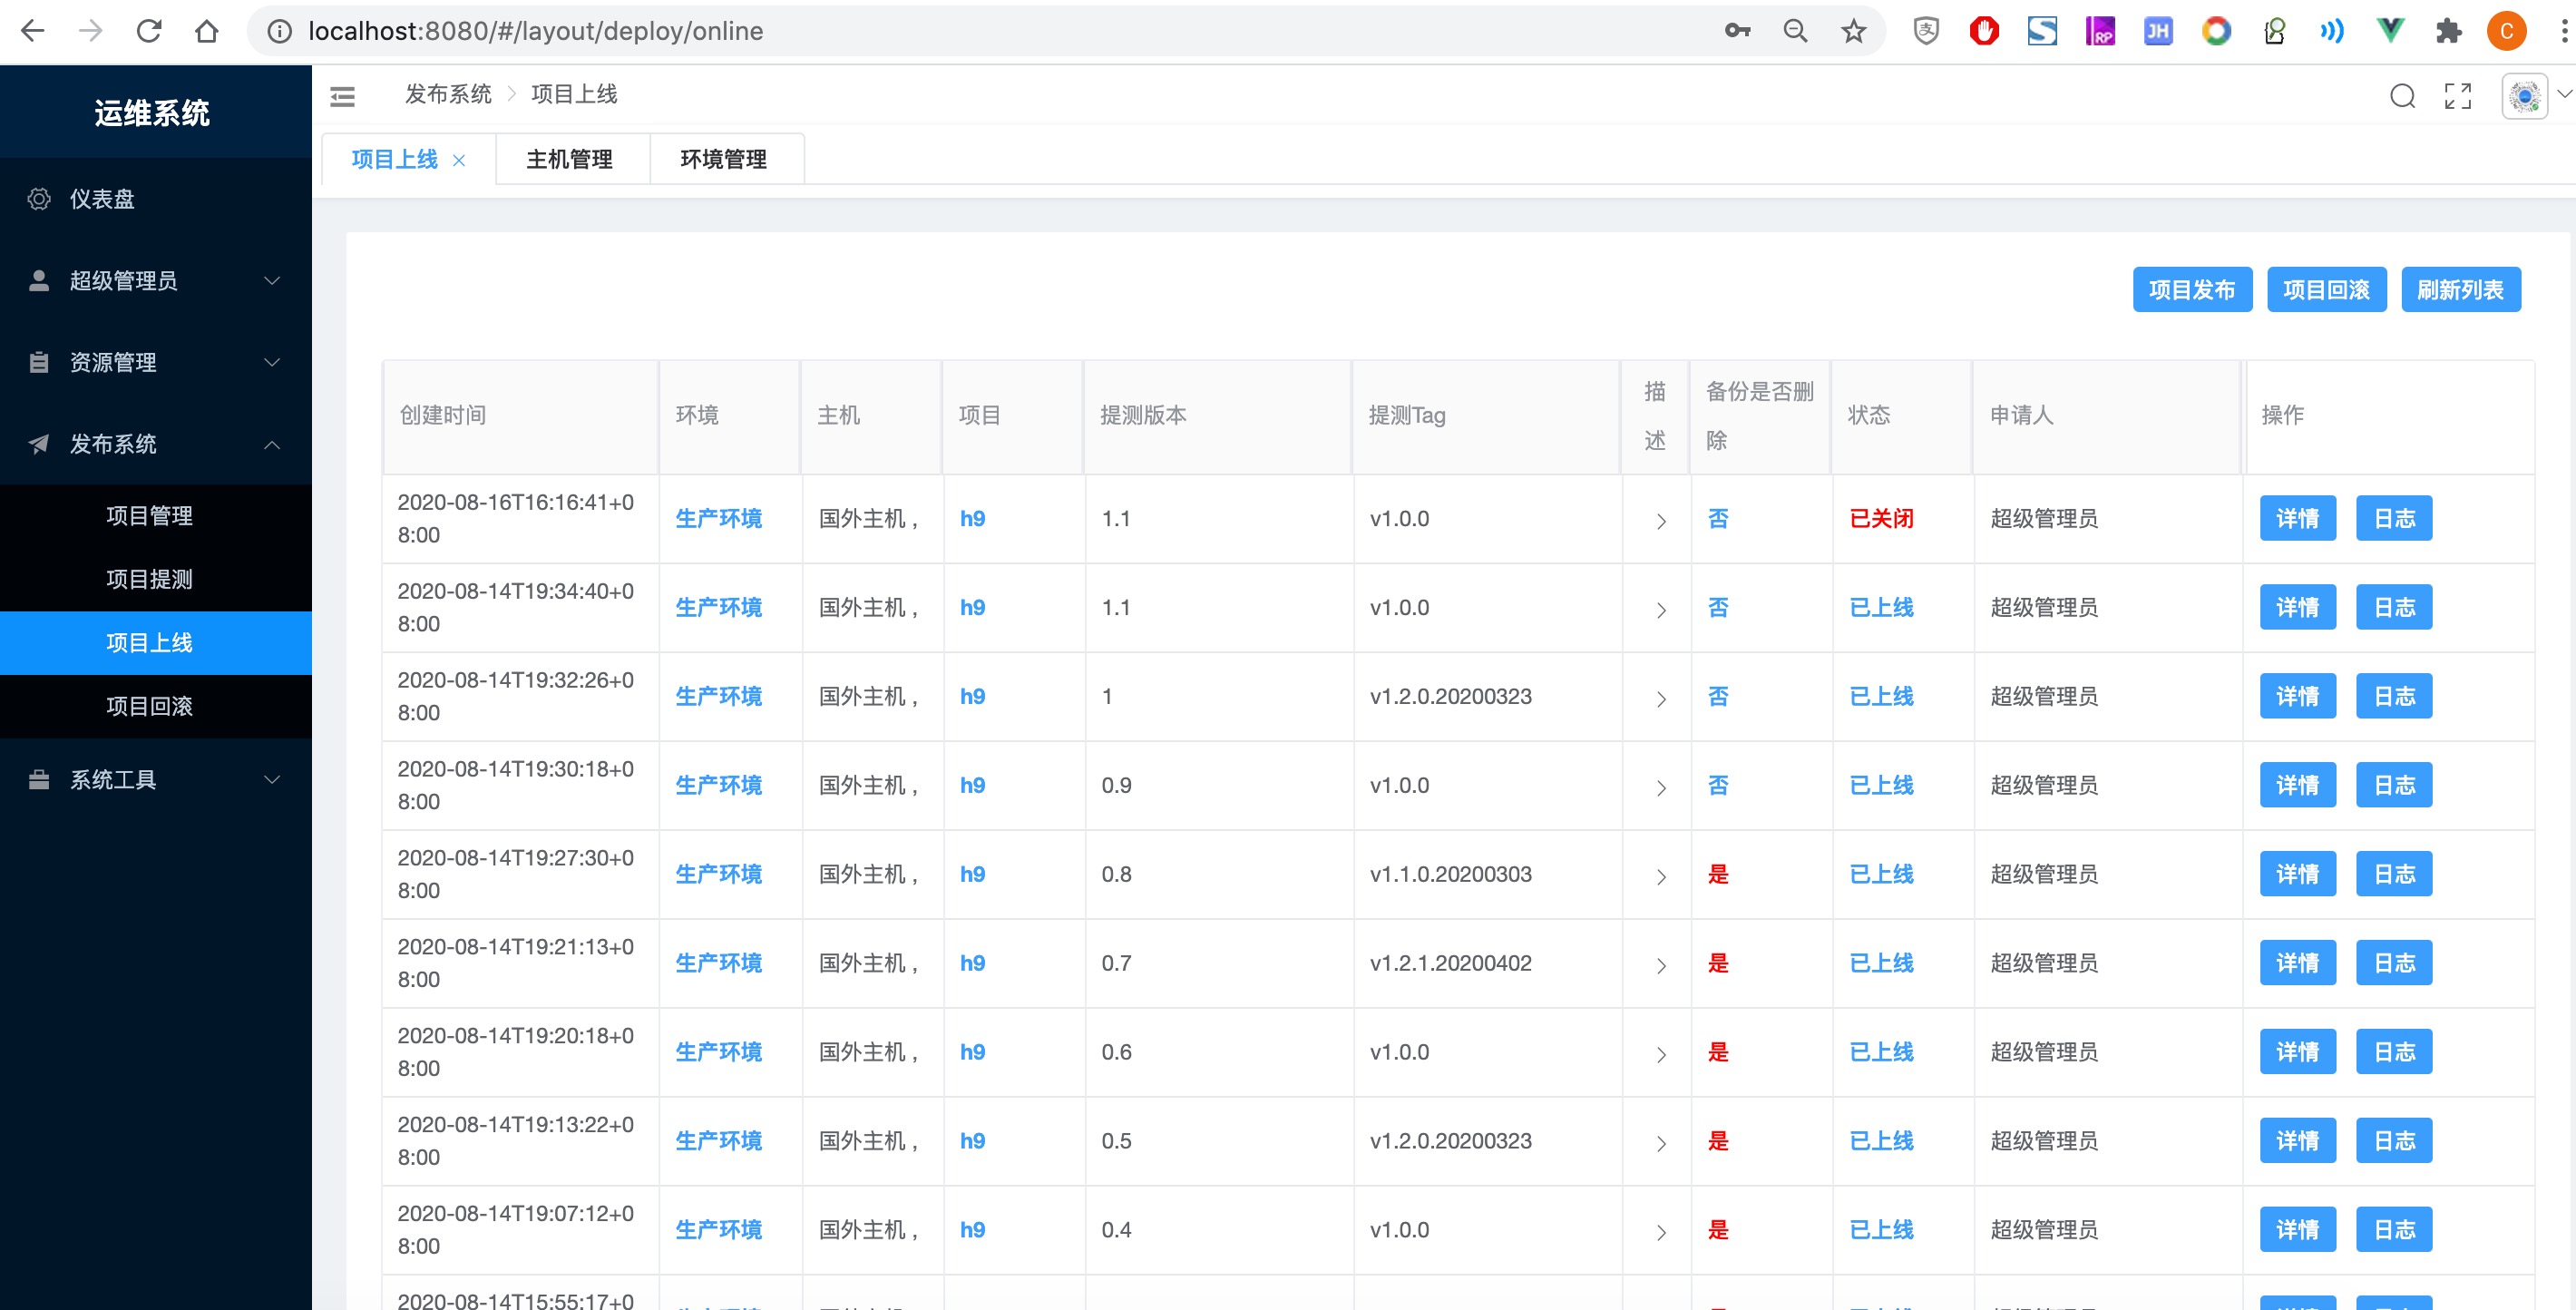 localhost:8080/#/layout/deploy/online
RP
JH
C
运维系统
仪表盘
超级管理员
资源管理
发布系统
项目管理
项目提测
项目上线
项目回滚
系统工具
发布系统 > 项目上线
项目上线 × 主机管理 环境管理
项目发布 项目回滚 刷新列表
创建时间 环境 主机 项目 提测版本 提测Tag 描述 备份是否删除 状态 申请人 操作
2020-08-16T16:16:41+08:00 生产环境 国外主机 , h9 1.1 v1.0.0 否 已关闭 超级管理员 详情 日志
2020-08-14T19:34:40+08:00 生产环境 国外主机 , h9 1.1 v1.0.0 否 已上线 超级管理员 详情 日志
2020-08-14T19:32:26+08:00 生产环境 国外主机 , h9 1 v1.2.0.20200323 否 已上线 超级管理员 详情 日志
2020-08-14T19:30:18+08:00 生产环境 国外主机 , h9 0.9 v1.0.0 否 已上线 超级管理员 详情 日志
2020-08-14T19:27:30+08:00 生产环境 国外主机 , h9 0.8 v1.1.0.20200303 是 已上线 超级管理员 详情 日志
2020-08-14T19:21:13+08:00 生产环境 国外主机 , h9 0.7 v1.2.1.20200402 是 已上线 超级管理员 详情 日志
2020-08-14T19:20:18+08:00 生产环境 国外主机 , h9 0.6 v1.0.0 是 已上线 超级管理员 详情 日志
2020-08-14T19:13:22+08:00 生产环境 国外主机 , h9 0.5 v1.2.0.20200323 是 已上线 超级管理员 详情 日志
2020-08-14T19:07:12+08:00 生产环境 国外主机 , h9 0.4 v1.0.0 是 已上线 超级管理员 详情 日志
2020-08-14T15:55:17+0